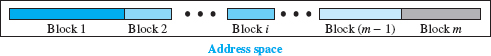 Block 1 Block 2 Block i Block (m – 1) Block m
Address space